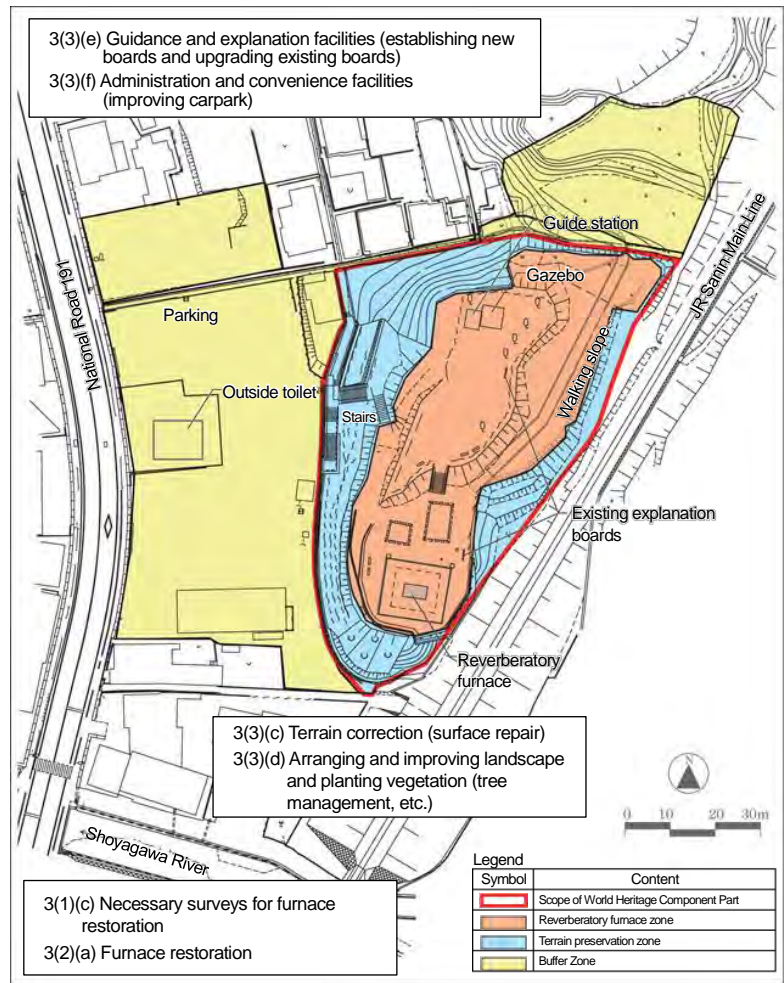 3(3)(e) Guidance and explanation facilities (establishing new
boards and upgrading existing boards)
3(3)(f) Administration and convenience facilities
(improving carpark)
Guide station
Gazebo
JR Sanin Main Line
National Road 191
Parking
Walking slope
Outside toilet
Stairs
Existing explanation
boards
Reverberatory
furnace
3(3)(c) Terrain correction (surface repair)
3(3)(d) Arranging and improving landscape
and planting vegetation (tree
management, etc.)
N
0 10 20 30m
Shoyagawa River
3(1)(c) Necessary surveys for furnace
restoration
3(2)(a) Furnace restoration
Legend
Symbol Content
Scope of World Heritage Component Part
Reverberatory furnace zone
Terrain preservation zone
Buffer Zone